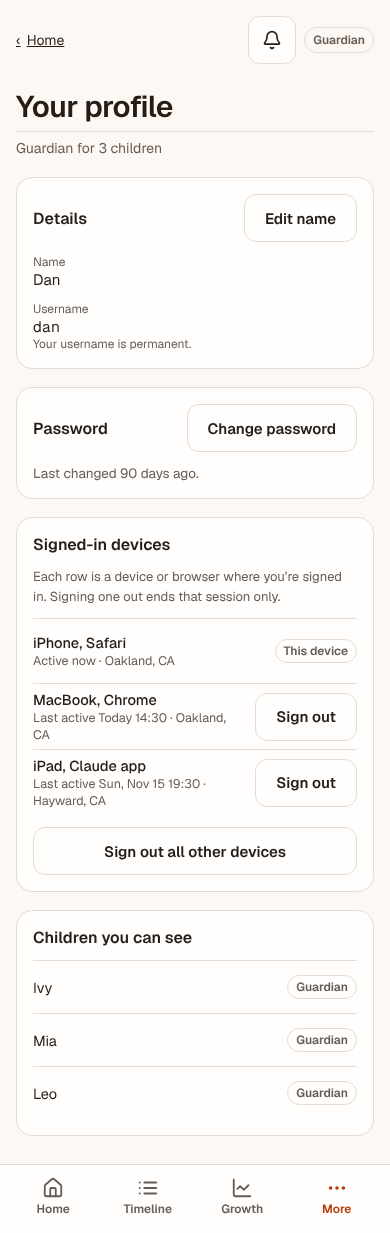 ‹ Home
Guardian
Your profile
Guardian for 3 children
Details
Edit name
Name
Dan
Username
dan
Your username is permanent.
Password
Change password
Last changed 90 days ago.
Signed-in devices
Each row is a device or browser where you're signed
in. Signing one out ends that session only.
iPhone, Safari
Active now · Oakland, CA
This device
MacBook, Chrome
Last active Today 14:30 · Oakland,
CA
Sign out
iPad, Claude app
Last active Sun, Nov 15 19:30 ·
Hayward, CA
Sign out
Sign out all other devices
Children you can see
Ivy
Guardian
Mia
Guardian
Leo
Guardian
Home
Timeline
Growth
More